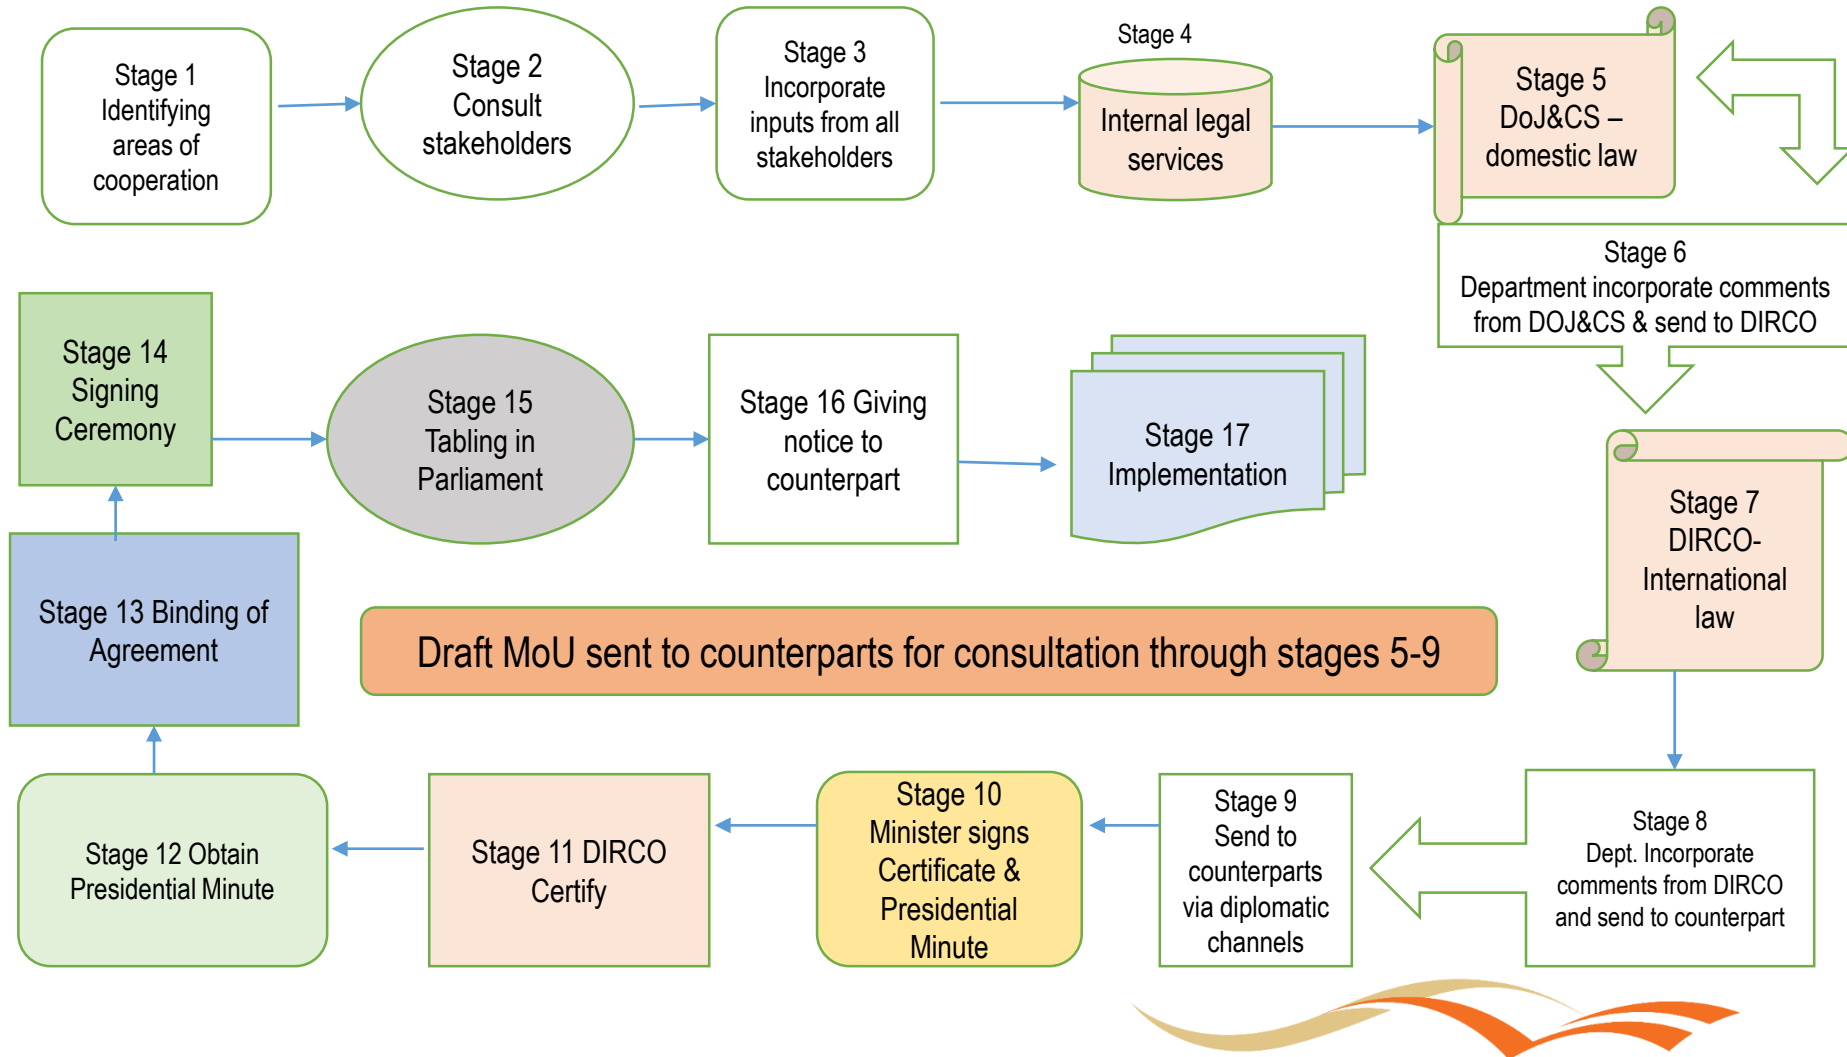 Stage 1
Identifying
areas of
cooperation
Stage 2
Consult
stakeholders
Stage 3
Incorporate
inputs from all
stakeholders
Stage 4
Internal legal
services
Stage 5
DoJ&CS –
domestic law
Stage 6
Department incorporate comments
from DOJ&CS & send to DIRCO
Stage 7
DIRCO-
International
law
Stage 8
Dept. Incorporate
comments from DIRCO
and send to counterpart
Stage 9
Send to
counterparts
via diplomatic
channels
Stage 10
Minister signs
Certificate &
Presidential
Minute
Stage 11 DIRCO
Certify
Stage 12 Obtain
Presidential Minute
Stage 13 Binding of
Agreement
Stage 14
Signing
Ceremony
Stage 15
Tabling in
Parliament
Stage 16 Giving
notice to
counterpart
Stage 17
Implementation
Draft MoU sent to counterparts for consultation through stages 5-9